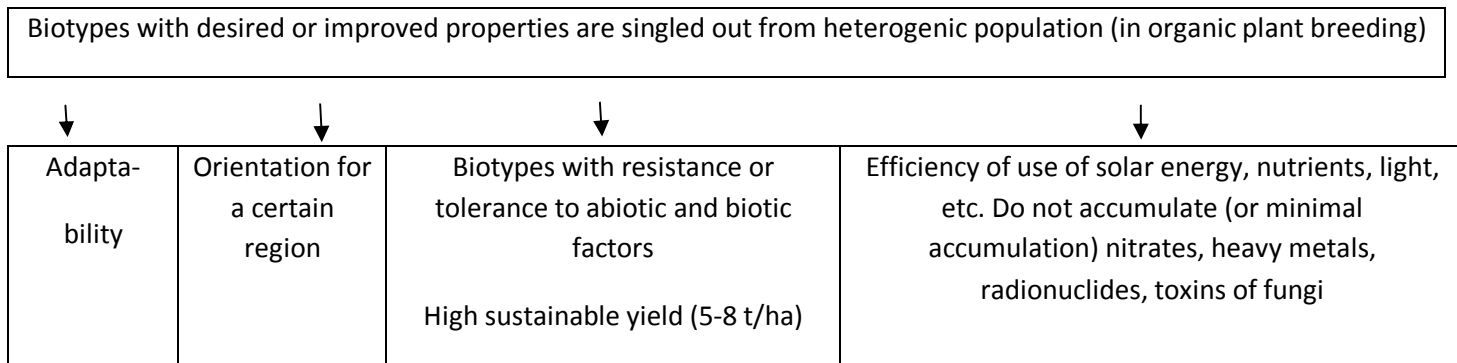 Biotypes with desired or improved properties are singled out from heterogenic population (in organic plant breeding)
Adapta-
bility
Orientation for
a certain
region
Biotypes with resistance or
tolerance to abiotic and biotic
factors
High sustainable yield (5-8 t/ha)
Efficiency of use of solar energy, nutrients, light,
etc. Do not accumulate (or minimal
accumulation) nitrates, heavy metals,
radionuclides, toxins of fungi